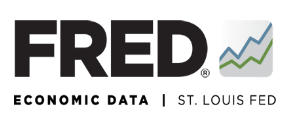 FRED®
ECONOMIC DATA | ST. LOUIS FED